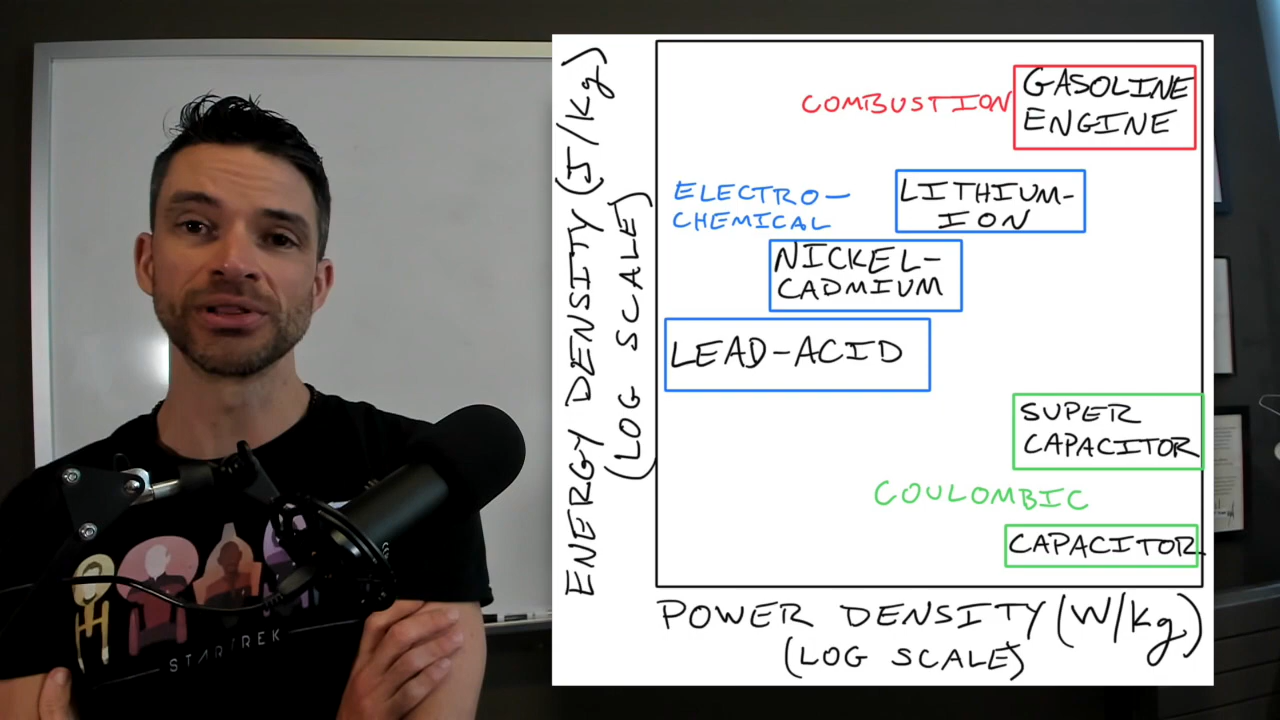 COMBUSTION
GASOLINE
ENGINE
ELECTRO-
CHEMICAL
LITHIUM-
ION
NICKEL-
CADMIUM
LEAD-ACID
SUPER
CAPACITOR
COULOMBIC
CAPACITOR
ENERGY DENSITY (J/Kg)
(LOG SCALE)
POWER DENSITY (W/Kg)
(LOG SCALE)
STAR TREK